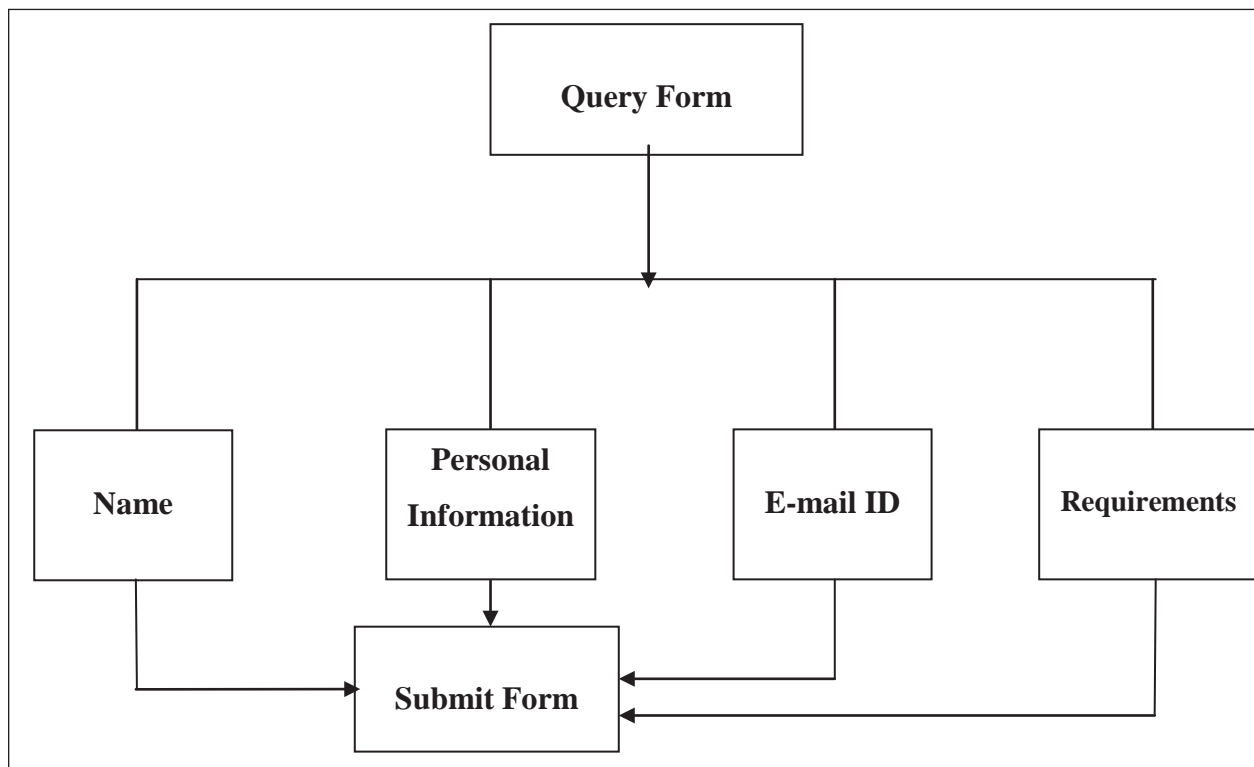 Query Form
Name
Personal
Information
E-mail ID
Requirements
Submit Form